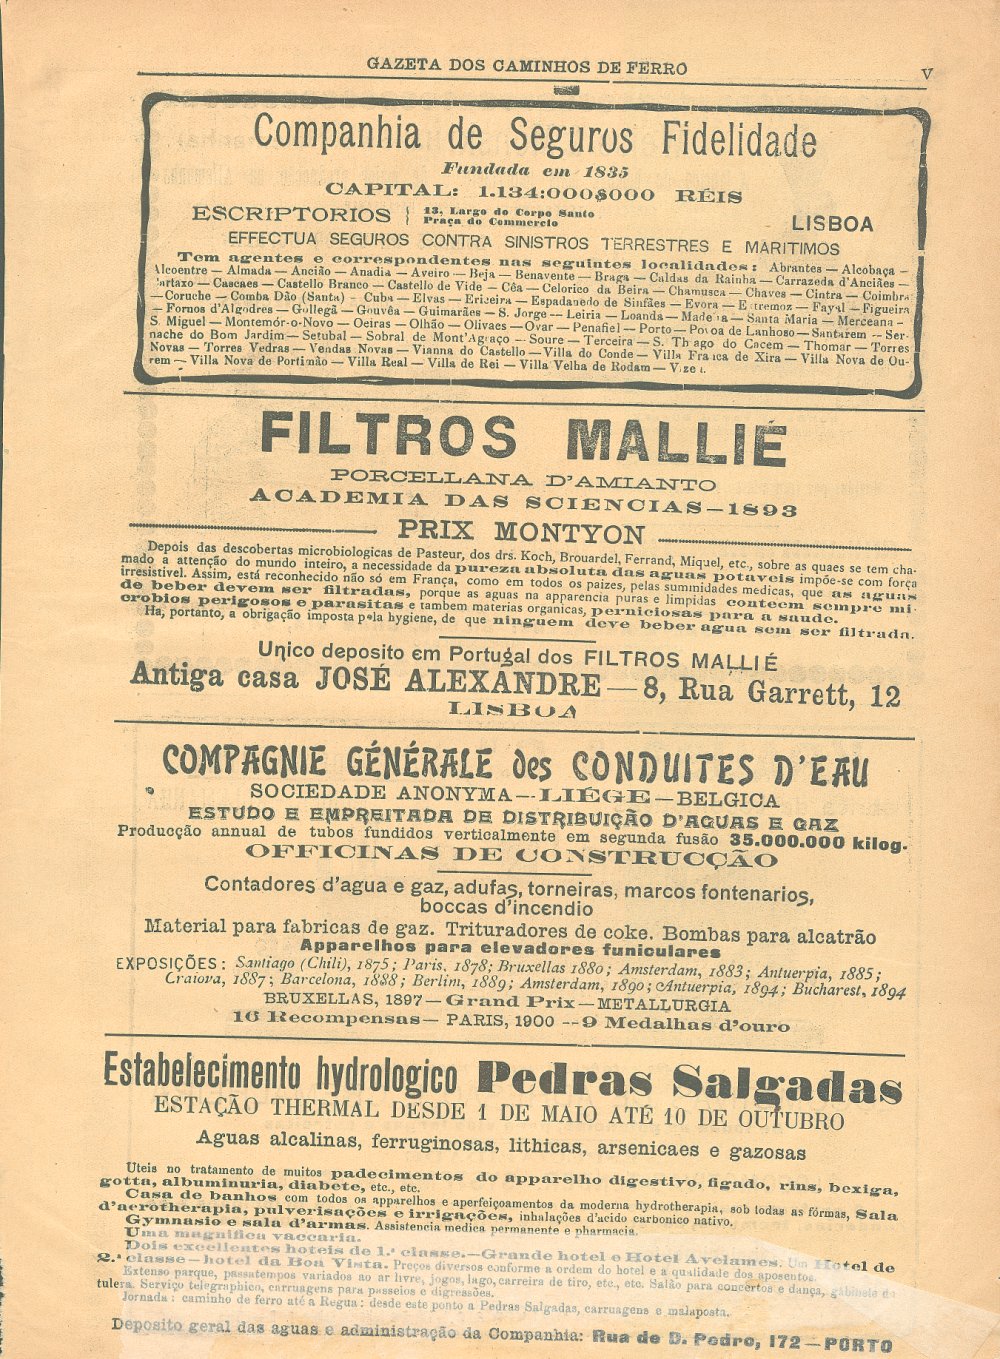 GAZETA DOS CAMINHOS DE FERRO
V
Companhia de Seguros Fidelidade
Fundada em 1835
CAPITAL: 1.134:000$000 RÉIS
ESCRIPTORIOS { 13, Largo do Corpo Santo
Praça do Commercio
LISBOA
EFFECTUA SEGUROS CONTRA SINISTROS TERRESTRES E MARITIMOS
Tem agentes e correspondentes nas seguintes localidades: Abrantes — Alcobaça —
Alcoentre — Almada — Ancião — Anadia — Aveiro — Beja — Benavente — Braga — Caldas da Rainha — Carrazeda d'Anciães —
Cartaxo — Cascaes — Castello Branco — Castello de Vide — Cêa — Celorico da Beira — Chamusca — Chaves — Cintra — Coimbra
— Coruche — Comba Dão (Santa) — Cuba — Elvas — Ericeira — Espadanedo de Sinfães — Evora — Extremoz — Fayal — Figueira
— Fornos d'Algodres — Gollegã — Gouvêa — Guimarães — S. Jorge — Leiria — Loanda — Madeira — Santa Maria — Merceana —
S. Miguel — Montemór-o-Novo — Oeiras — Olhão — Olivaes — Ovar — Penafiel — Porto — Povoa de Lanhoso — Santarem — Ser-
nache do Bom Jardim — Setubal — Sobral de Mont'Agraço — Soure — Terceira — S. Thiago do Cacem — Thomar — Torres
Novas — Torres Vedras — Vendas Novas — Vianna do Castello — Villa do Conde — Villa Franca de Xira — Villa Nova de Ou-
rem — Villa Nova de Portimão — Villa Real — Villa de Rei — Villa Velha de Rodam — Vizeu.
FILTROS MALLIÉ
PORCELLANA D'AMIANTO
ACADEMIA DAS SCIENCIAS—1893
PRIX MONTYON
Depois das descobertas microbiologicas de Pasteur, dos drs. Koch, Brouardel, Ferrand, Miquel, etc., sobre as quaes se tem cha-
mado a attenção do mundo inteiro, a necessidade da pureza absoluta das aguas potaveis impõe-se com força
irresistivel. Assim, está reconhecido não só em França, como em todos os paizes, pelas summidades medicas, que as aguas
de beber devem ser filtradas, porque as aguas na apparencia puras e limpidas conteem sempre mi-
crobios perigosos e parasitas e tambem materias organicas, perniciosas para a saude.
Ha, portanto, a obrigação imposta pela hygiene, de que ninguem deve beber agua sem ser filtrada.
Unico deposito em Portugal dos FILTROS MALLIÉ
Antiga casa JOSÉ ALEXANDRE — 8, Rua Garrett, 12
LISBOA
COMPAGNIE GÉNÉRALE des CONDUITES D'EAU
SOCIEDADE ANONYMA—LIÉGE—BELGICA
ESTUDO E EMPREITADA DE DISTRIBUIÇÃO D'AGUAS E GAZ
Producção annual de tubos fundidos verticalmente em segunda fusão 35.000.000 kilog.
OFFICINAS DE CONSTRUCÇÃO
Contadores d'agua e gaz, adufas, torneiras, marcos fontenarios,
boccas d'incendio
Material para fabricas de gaz. Trituradores de coke. Bombas para alcatrão
Apparelhos para elevadores funiculares
EXPOSIÇÕES: Santiago (Chili), 1875; Paris, 1878; Bruxellas 1880; Amsterdam, 1883; Antuerpia, 1885;
Craiova, 1887; Barcelona, 1888; Berlim, 1889; Amsterdam, 1890; Antuerpia, 1894; Bucharest, 1894
BRUXELLAS, 1897—Grand Prix—METALLURGIA
16 Recompensas— PARIS, 1900 --9 Medalhas d'ouro
Estabelecimento hydrologico Pedras Salgadas
ESTAÇÃO THERMAL DESDE 1 DE MAIO ATÉ 10 DE OUTUBRO
Aguas alcalinas, ferruginosas, lithicas, arsenicaes e gazosas
Uteis no tratamento de muitos padecimentos do apparelho digestivo, figado, rins, bexiga,
gotta, albuminuria, diabete, etc., etc.
Casa de banhos com todos os apparelhos e aperfeiçoamentos da moderna hydrotherapia, sob todas as fórmas, Sala
d'aerotherapia, pulverisações e irrigações, inhalações d'acido carbonico nativo.
Gymnasio e sala d'armas. Assistencia medica permanente e pharmacia.
Uma magnifica vaccaria.
Dois excellentes hoteis de 1.ª classe.—Grande hotel e Hotel Avelames. Um Hotel de
2.ª classe—hotel da Boa Vista. Preços diversos conforme a ordem do hotel e a qualidade dos aposentos.
Extenso parque, passatempos variados ao ar livre, jogos, lago, carreira de tiro, etc., etc. Salão para concertos e dança, gabinete de
tulera. Serviço telegraphico, carruagens para passeios e digressões.
Jornada: caminho de ferro até a Regua: desde este ponto a Pedras Salgadas, carruagens e malaposta.
Deposito geral das aguas e administração da Companhia: Rua de D. Pedro, 172 — PORTO